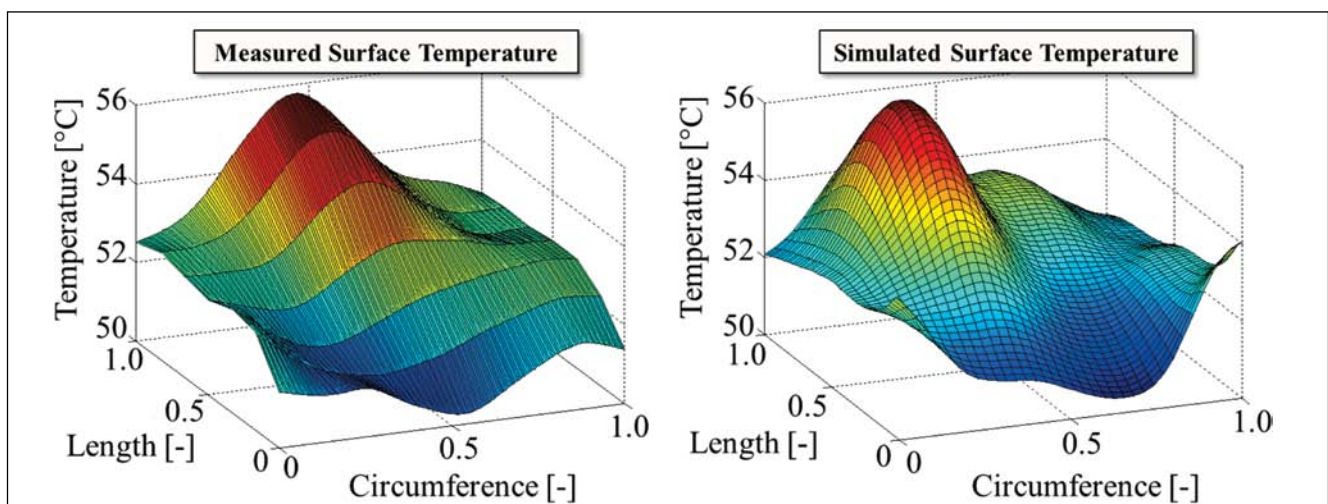 Measured Surface Temperature
Temperature [°C]
56
54
52
50
1.0
0.5
0
Length [-]
0
0.5
1.0
Circumference [-]
Simulated Surface Temperature
Temperature [°C]
56
54
52
50
1.0
0.5
0
Length [-]
0
0.5
1.0
Circumference [-]